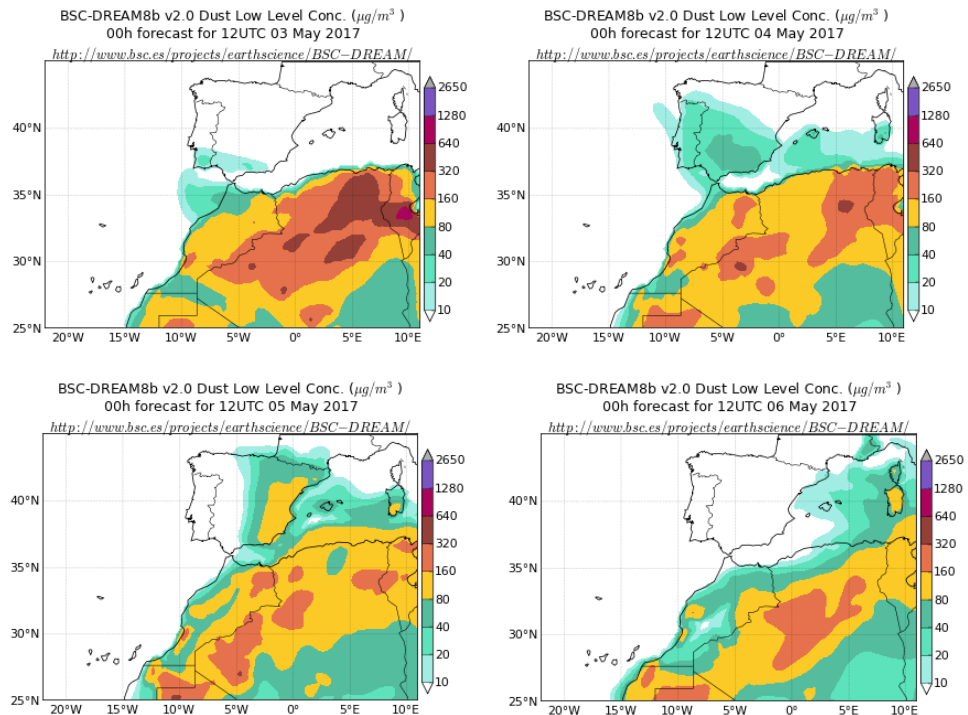 BSC-DREAM8b v2.0 Dust Low Level Conc. (μg/m³ )
00h forecast for 12UTC 03 May 2017
http://www.bsc.es/projects/earthscience/BSC−DREAM/
40°N
35°N
30°N
25°N
20°W 15°W 10°W 5°W 0°E 5°E 10°E
2650
1280
640
320
160
80
40
20
10
BSC-DREAM8b v2.0 Dust Low Level Conc. (μg/m³ )
00h forecast for 12UTC 04 May 2017
http://www.bsc.es/projects/earthscience/BSC−DREAM/
40°N
35°N
30°N
25°N
20°W 15°W 10°W 5°W 0°E 5°E 10°E
2650
1280
640
320
160
80
40
20
10
BSC-DREAM8b v2.0 Dust Low Level Conc. (μg/m³ )
00h forecast for 12UTC 05 May 2017
http://www.bsc.es/projects/earthscience/BSC−DREAM/
40°N
35°N
30°N
25°N
20°W 15°W 10°W 5°W 0°E 5°E 10°E
2650
1280
640
320
160
80
40
20
10
BSC-DREAM8b v2.0 Dust Low Level Conc. (μg/m³ )
00h forecast for 12UTC 06 May 2017
http://www.bsc.es/projects/earthscience/BSC−DREAM/
40°N
35°N
30°N
25°N
20°W 15°W 10°W 5°W 0°E 5°E 10°E
2650
1280
640
320
160
80
40
20
10